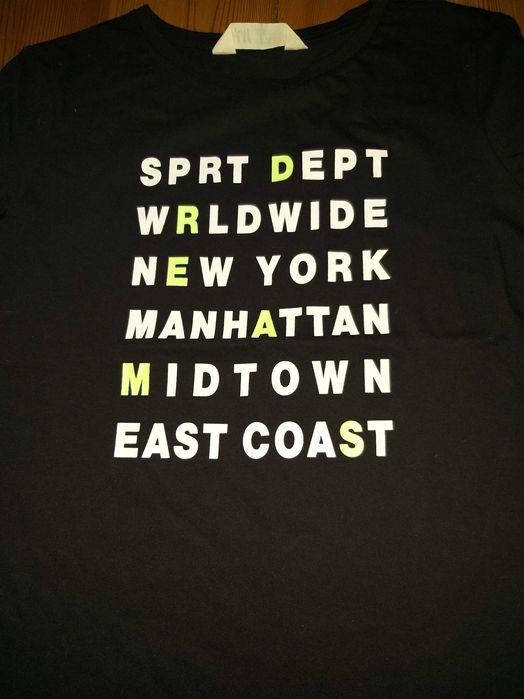 SPRT DEPT
WRLDWIDE
NEW YORK
MANHATTAN
MIDTOWN
EAST COAST